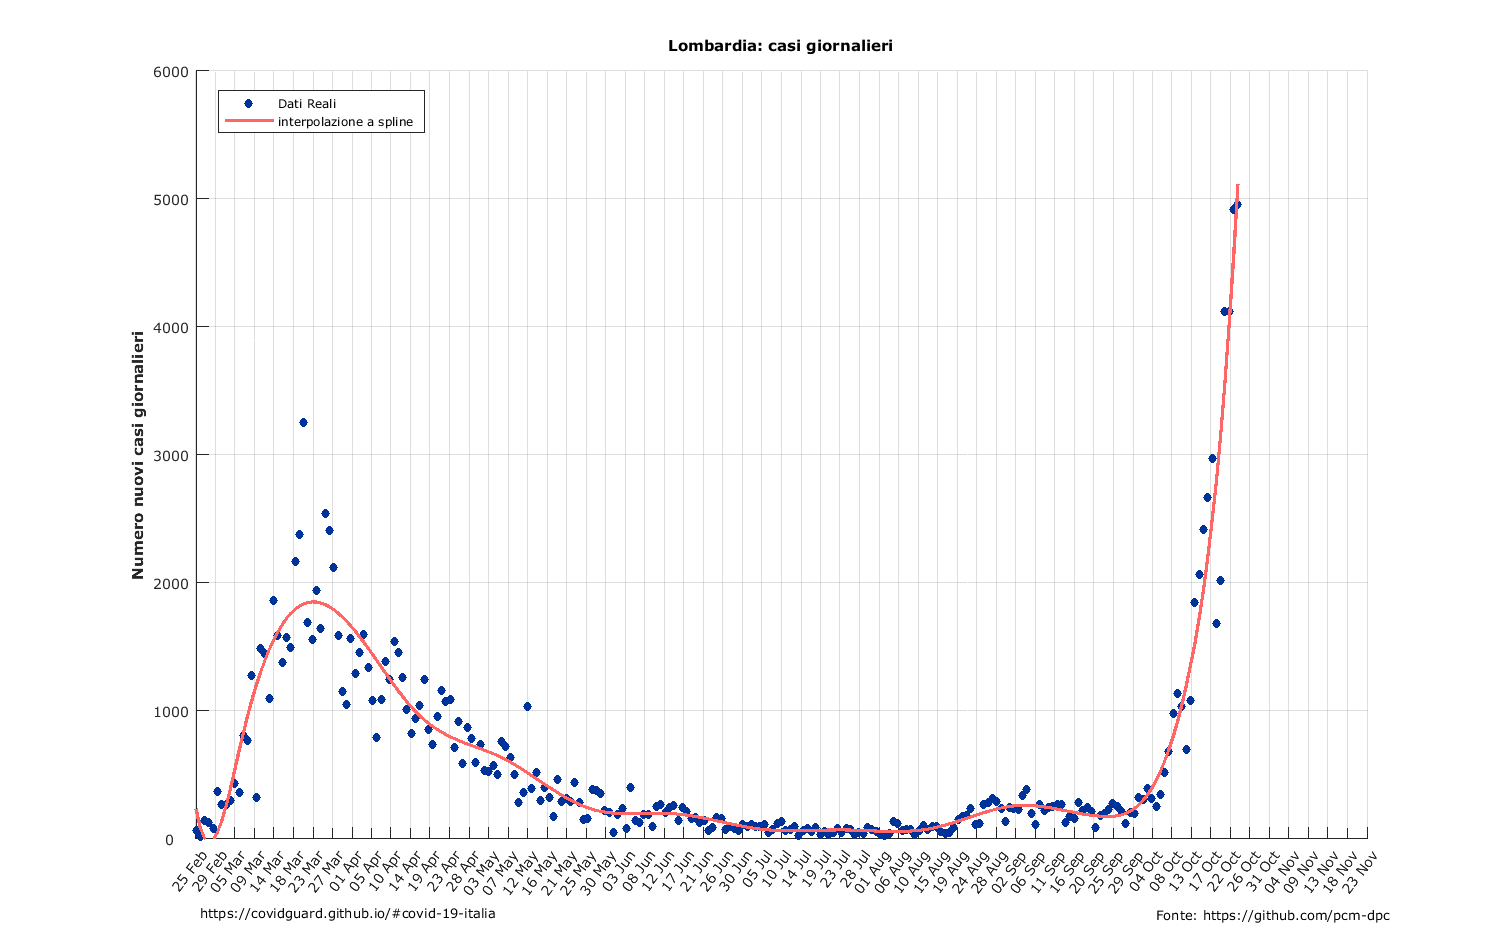 Lombardia: casi giornalieri
6000
5000
4000
3000
2000
1000
0
Numero nuovi casi giornalieri
Dati Reali
interpolazione a spline
25 Feb
29 Feb
05 Mar
09 Mar
14 Mar
18 Mar
23 Mar
27 Mar
01 Apr
05 Apr
10 Apr
14 Apr
19 Apr
23 Apr
28 Apr
03 May
07 May
12 May
16 May
21 May
25 May
30 May
03 Jun
08 Jun
12 Jun
17 Jun
21 Jun
26 Jun
30 Jun
05 Jul
10 Jul
14 Jul
19 Jul
23 Jul
28 Jul
01 Aug
06 Aug
10 Aug
15 Aug
19 Aug
24 Aug
28 Aug
02 Sep
06 Sep
11 Sep
16 Sep
20 Sep
25 Sep
29 Sep
04 Oct
08 Oct
13 Oct
17 Oct
22 Oct
26 Oct
31 Oct
04 Nov
09 Nov
13 Nov
18 Nov
23 Nov
https://covidguard.github.io/#covid-19-italia
Fonte: https://github.com/pcm-dpc